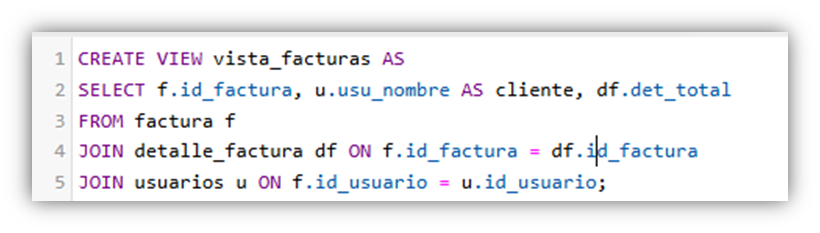 1 CREATE VIEW vista_facturas AS
2 SELECT f.id_factura, u.usu_nombre AS cliente, df.det_total
3 FROM factura f
4 JOIN detalle_factura df ON f.id_factura = df.id_factura
5 JOIN usuarios u ON f.id_usuario = u.id_usuario;